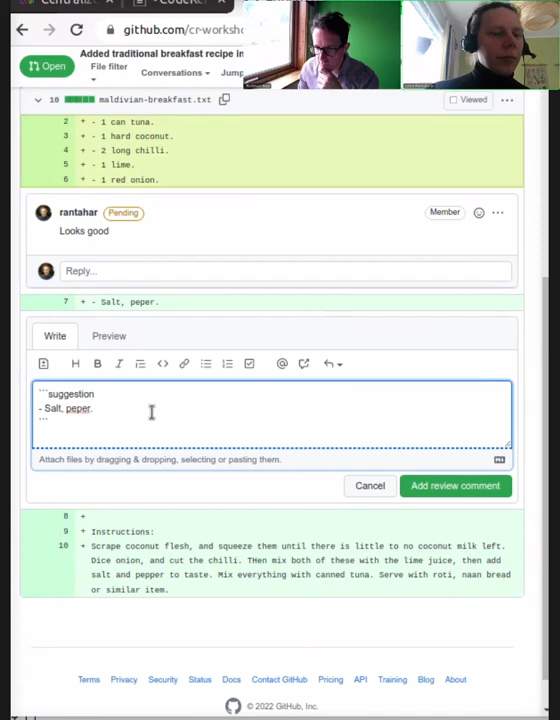 github.com/cr-worksho
Open
Added traditional breakfast recipe in
File filter
Conversations
Jump
10
maldivian-breakfast.txt
Viewed
2 + - 1 can tuna.
3 + - 1 hard coconut.
4 + - 2 long chilli.
5 + - 1 lime.
6 + - 1 red onion.
rantahar
Pending
Member
Looks good
Reply...
7 + - Salt, peper.
Write
Preview
H B I @
```suggestion
- Salt, peper.
```
Attach files by dragging & dropping, selecting or pasting them.
Cancel
Add review comment
8 +
9 + Instructions:
10 + Scrape coconut flesh, and squeeze them until there is little to no coconut milk left.
Dice onion, and cut the chilli. THen mix both of these with the lime juice, then add
salt and pepper to taste. Mix everything with canned tuna. Serve with roti, naan bread
or similar item.
Terms Privacy Security Status Docs Contact GitHub Pricing API Training Blog About
© 2022 GitHub, Inc.